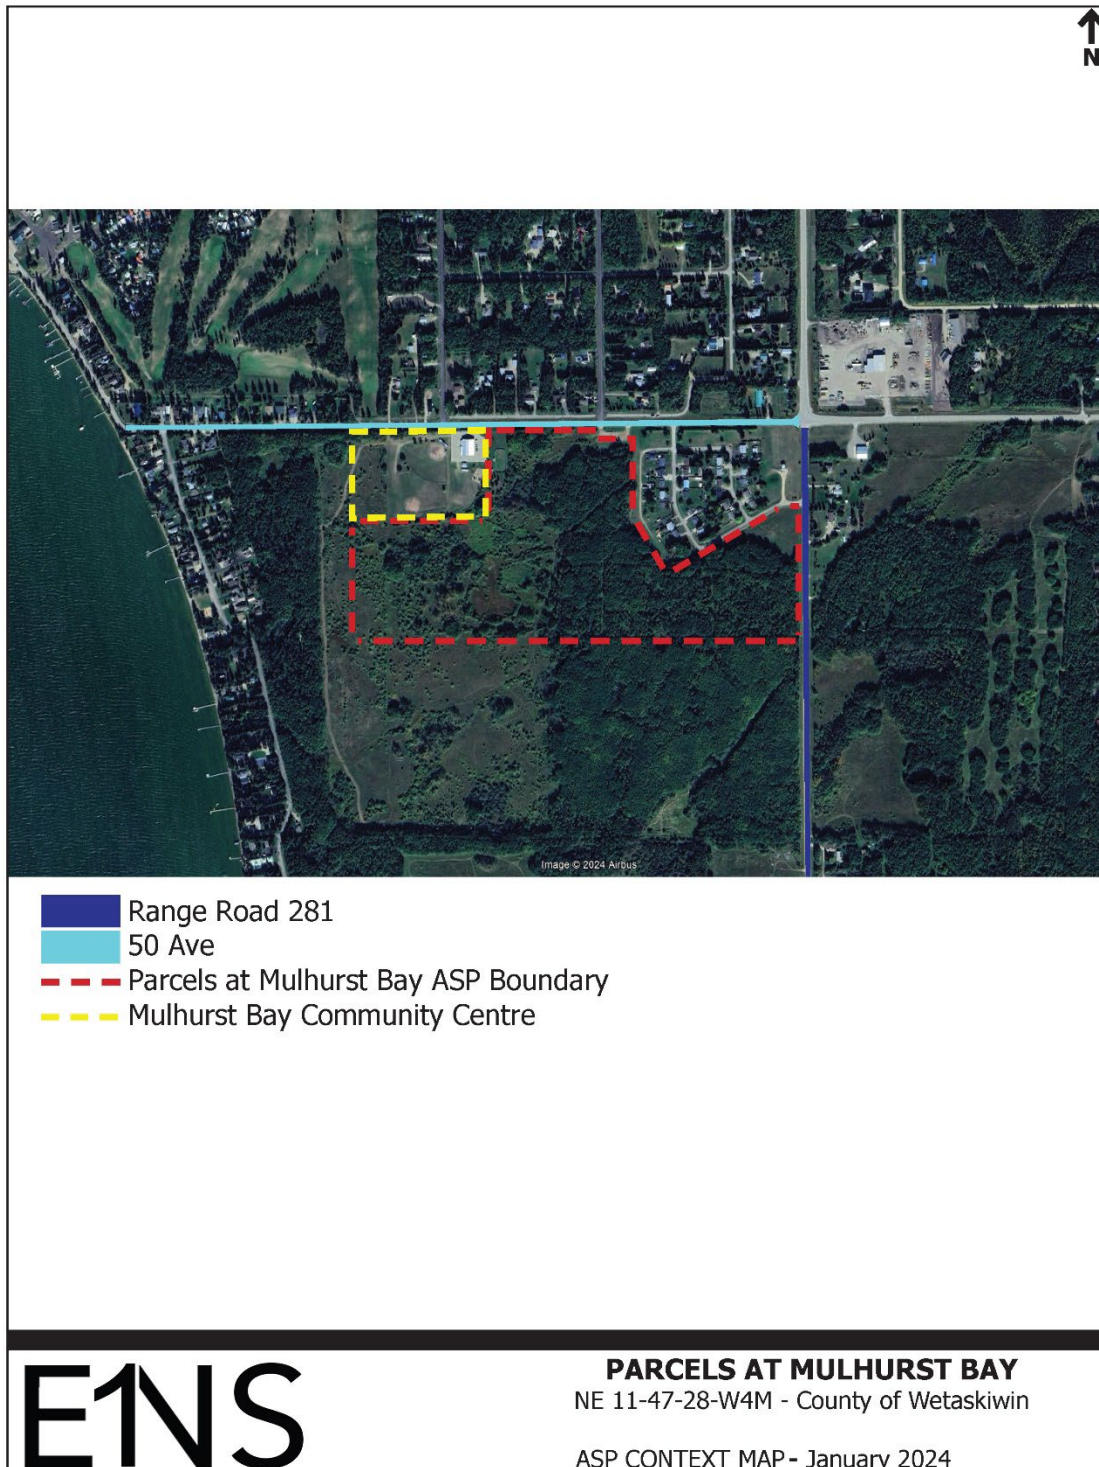 N
Image © 2024 Airbus
Range Road 281
50 Ave
Parcels at Mulhurst Bay ASP Boundary
Mulhurst Bay Community Centre
E1NS
PARCELS AT MULHURST BAY
NE 11-47-28-W4M - County of Wetaskiwin
ASP CONTEXT MAP - January 2024